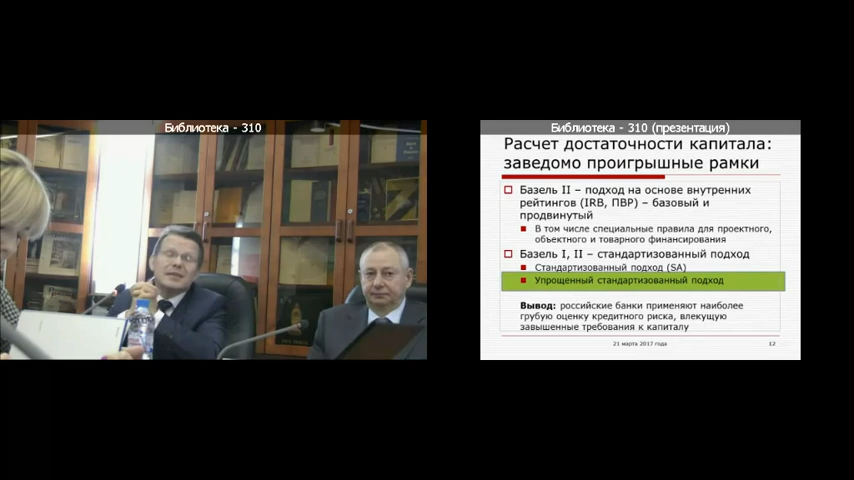 Библиотека - 310
Библиотека - 310 (презентация)
Расчет достаточности капитала:
заведомо проигрышные рамки
Базель II – подход на основе внутренних
рейтингов (IRB, ПВР) – базовый и
продвинутый
В том числе специальные правила для проектного,
объектного и товарного финансирования
Базель I, II – стандартизованный подход
Стандартизованный подход (SA)
Упрощенный стандартизованный подход
Вывод: российские банки применяют наиболее
грубую оценку кредитного риска, влекущую
завышенные требования к капиталу
21 марта 2017 года
12